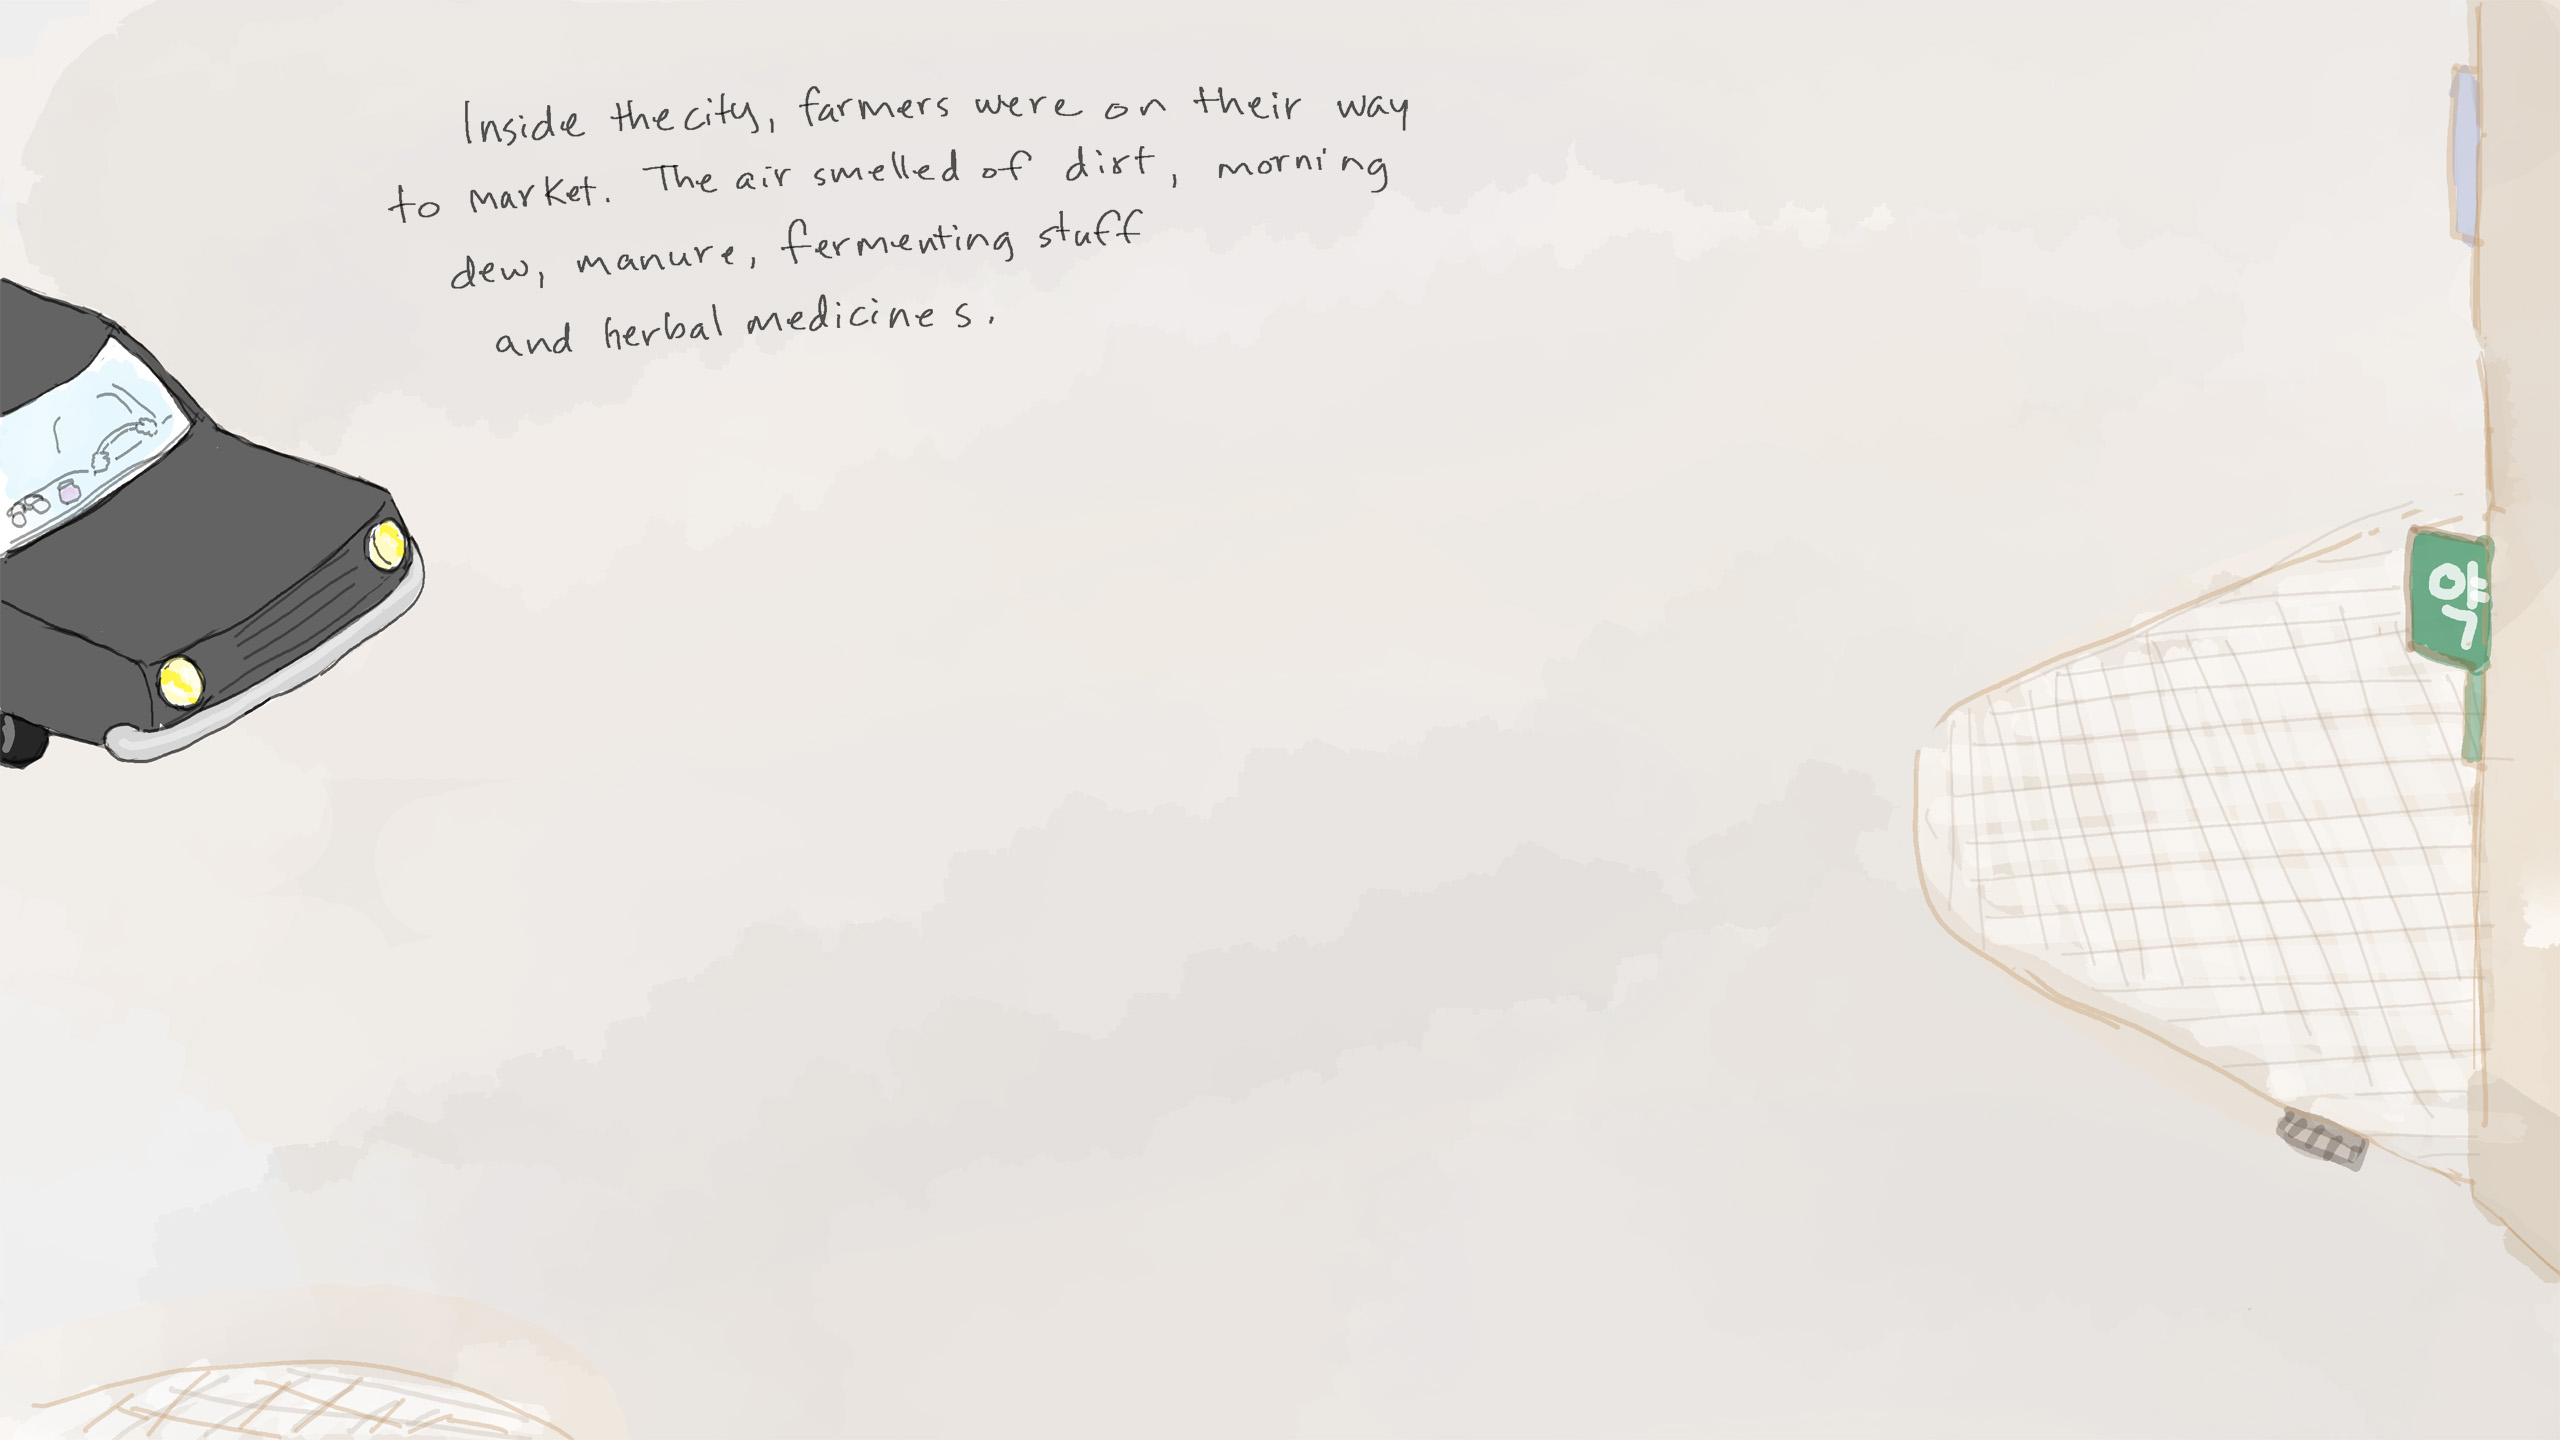 Inside the city, farmers were on their way
to market. The air smelled of dirt, morning
dew, manure, fermenting stuff
and herbal medicines.
약